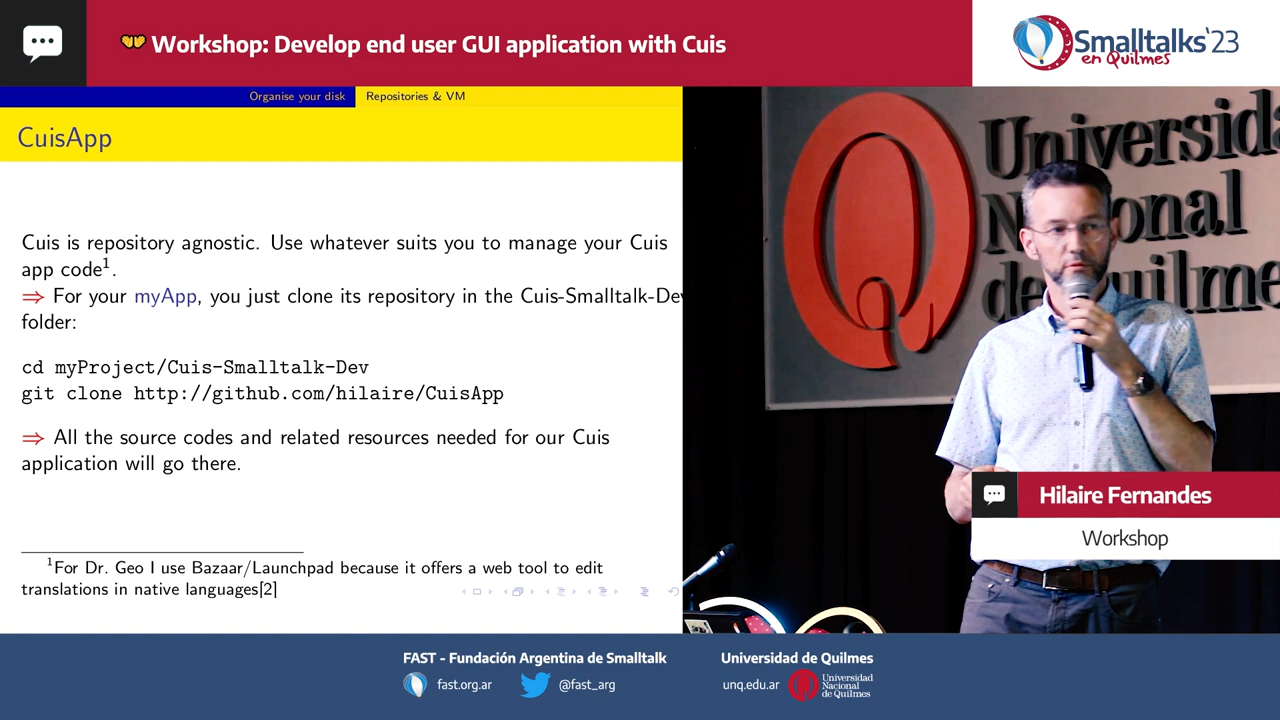 Workshop: Develop end user GUI application with Cuis
Smalltalks'23
en Quilmes
Organise your disk
Repositories & VM
CuisApp
Cuis is repository agnostic. Use whatever suits you to manage your Cuis
app code1.
⇒ For your myApp, you just clone its repository in the Cuis-Smalltalk-Dev
folder:
cd myProject/Cuis-Smalltalk-Dev
git clone http://github.com/hilaire/CuisApp
⇒ All the source codes and related resources needed for our Cuis
application will go there.
1For Dr. Geo I use Bazaar/Launchpad because it offers a web tool to edit
translations in native languages[2]
Universida
Nacional
de Quilme
Hilaire Fernandes
Workshop
FAST - Fundación Argentina de Smalltalk
fast.org.ar
@fast_arg
Universidad de Quilmes
unq.edu.ar
Universidad
Nacional
de Quilmes